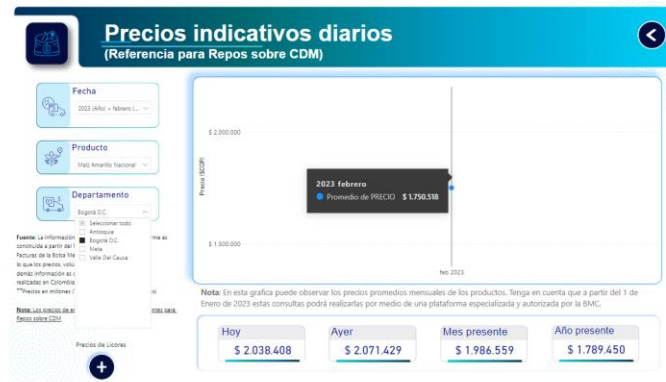 Precios indicativos diarios
(Referencia para Repos sobre CDM)
Fecha
2023 (Año) + febrero (...
Producto
Maíz Amarillo Nacional
Departamento
Bogotá D.C.
Seleccionar todo
Antioquia
Bogotá D.C.
Meta
Valle Del Cauca
Fuente: La información
construida a partir del
Facturas de la Bolsa Me
lo que los precios, volú
demás información
realizadas en Colombia
**Precios en millones
Nota: Los precios de
Repos sobre CDM.
Precios de Licores
Precio ($COP)
$ 2.000.000
$ 1.500.000
2023 febrero
Promedio de PRECIO $ 1.750.518
feb 2023
Nota: En esta grafica puede observar los precios promedios mensuales de los productos. Tenga en cuenta que a partir del 1 de
Enero de 2023 estas consultas podrá realizarlas por medio de una plataforma especializada y autorizada por la BMC.
Hoy
$ 2.038.408
Ayer
$ 2.071.429
Mes presente
$ 1.986.559
Año presente
$ 1.789.450